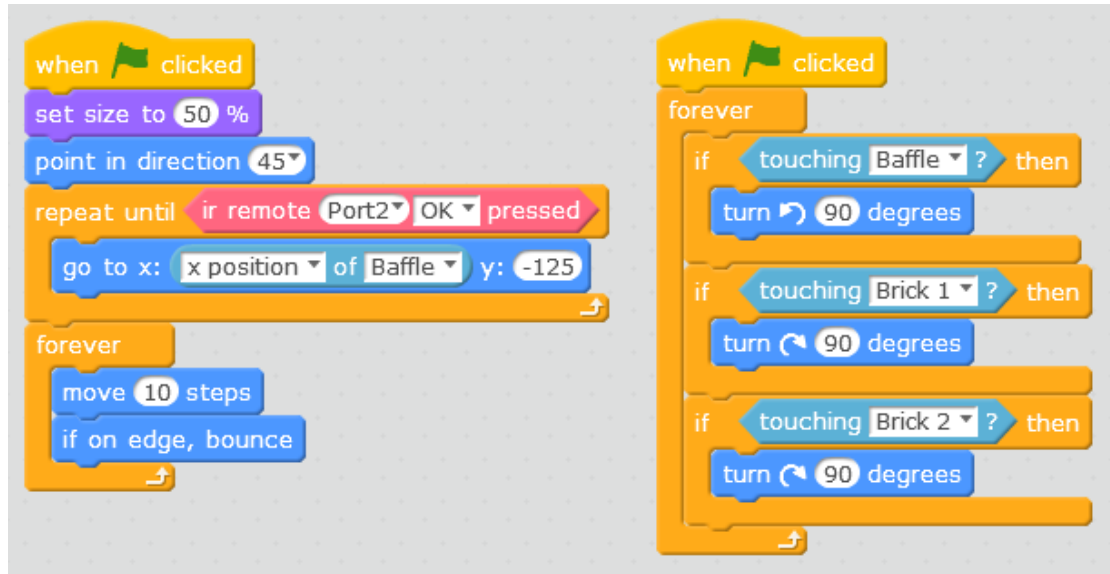 when clicked
set size to 50 %
point in direction 45
repeat until ir remote Port2 OK pressed
go to x: x position of Baffle y: -125
forever
move 10 steps
if on edge, bounce
when clicked
forever
if touching Baffle ? then
turn 90 degrees
if touching Brick 1 ? then
turn 90 degrees
if touching Brick 2 ? then
turn 90 degrees